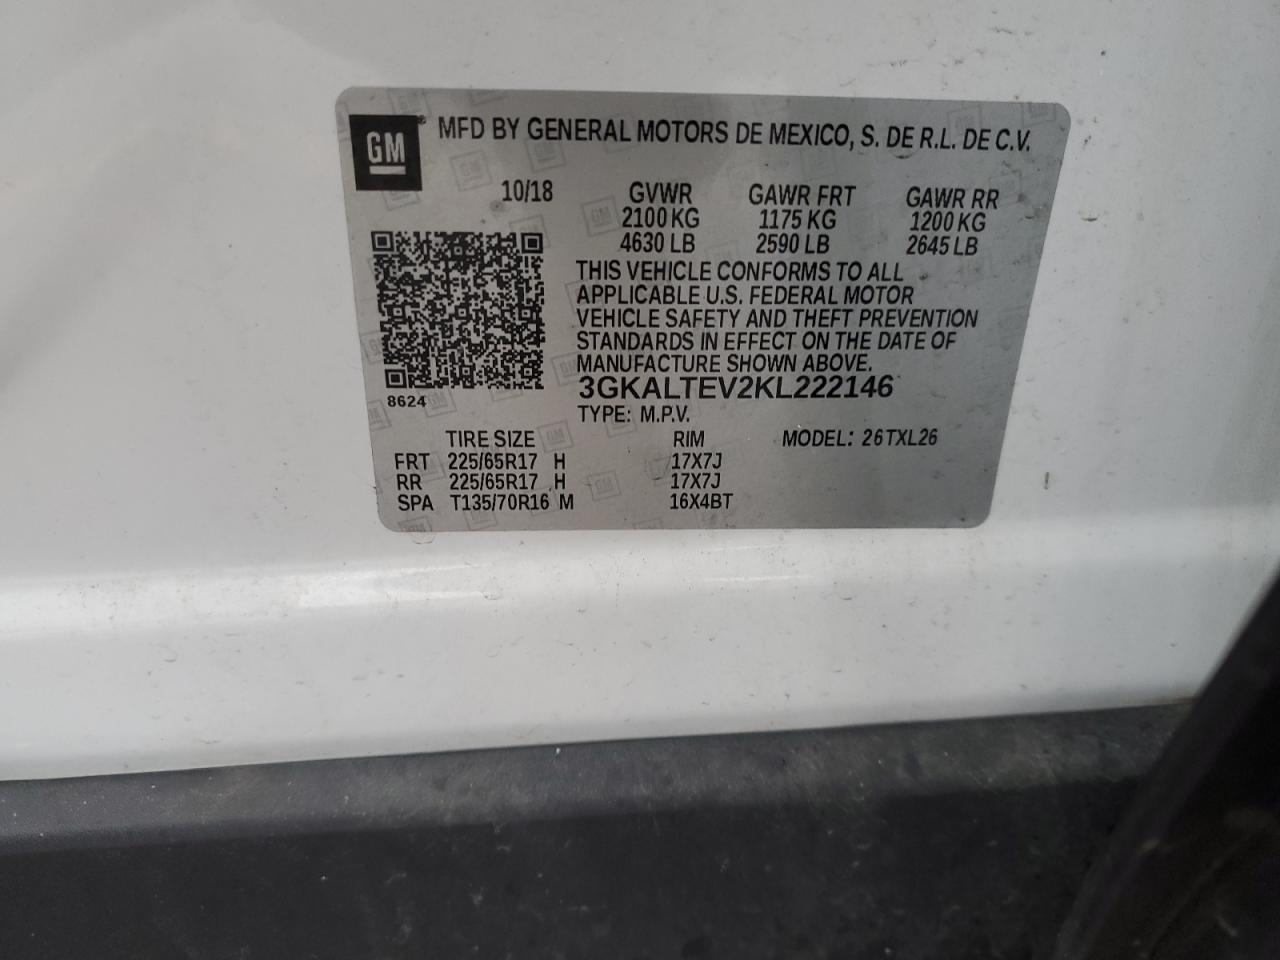 GM ® MFD BY GENERAL MOTORS DE MEXICO, S. DE R.L. DE C.V.
10/18 GVWR GAWR FRT GAWR RR
2100 KG 1175 KG 1200 KG
4630 LB 2590 LB 2645 LB
THIS VEHICLE CONFORMS TO ALL
APPLICABLE U.S. FEDERAL MOTOR
VEHICLE SAFETY AND THEFT PREVENTION
STANDARDS IN EFFECT ON THE DATE OF
MANUFACTURE SHOWN ABOVE.
3GKALTEV2KL222146
8624
TYPE: M.P.V.
TIRE SIZE RIM MODEL: 26TXL26
FRT 225/65R17 H 17X7J
RR 225/65R17 H 17X7J
SPA T135/70R16 M 16X4BT